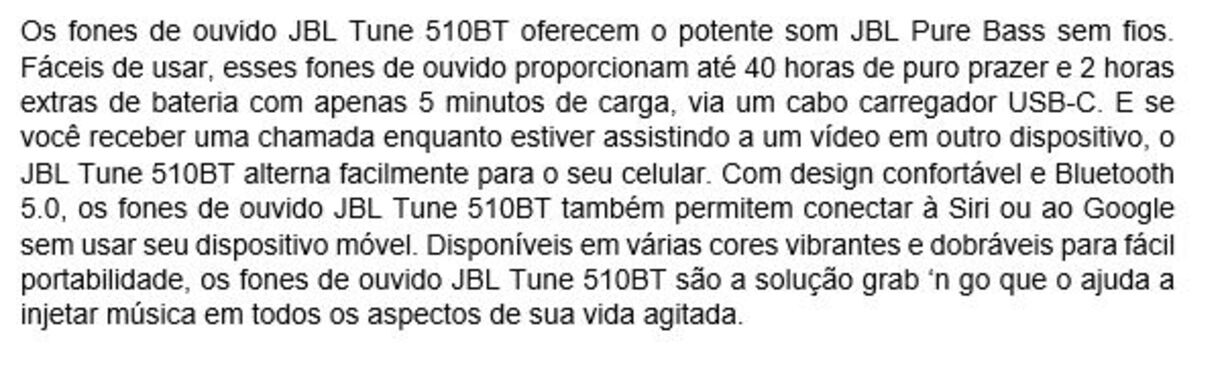 Os fones de ouvido JBL Tune 510BT oferecem o potente som JBL Pure Bass sem fios.
Fáceis de usar, esses fones de ouvido proporcionam até 40 horas de puro prazer e 2 horas
extras de bateria com apenas 5 minutos de carga, via um cabo carregador USB-C. E se
você receber uma chamada enquanto estiver assistindo a um vídeo em outro dispositivo, o
JBL Tune 510BT alterna facilmente para o seu celular. Com design confortável e Bluetooth
5.0, os fones de ouvido JBL Tune 510BT também permitem conectar à Siri ou ao Google
sem usar seu dispositivo móvel. Disponíveis em várias cores vibrantes e dobráveis para fácil
portabilidade, os fones de ouvido JBL Tune 510BT são a solução grab ‘n go que o ajuda a
injetar música em todos os aspectos de sua vida agitada.